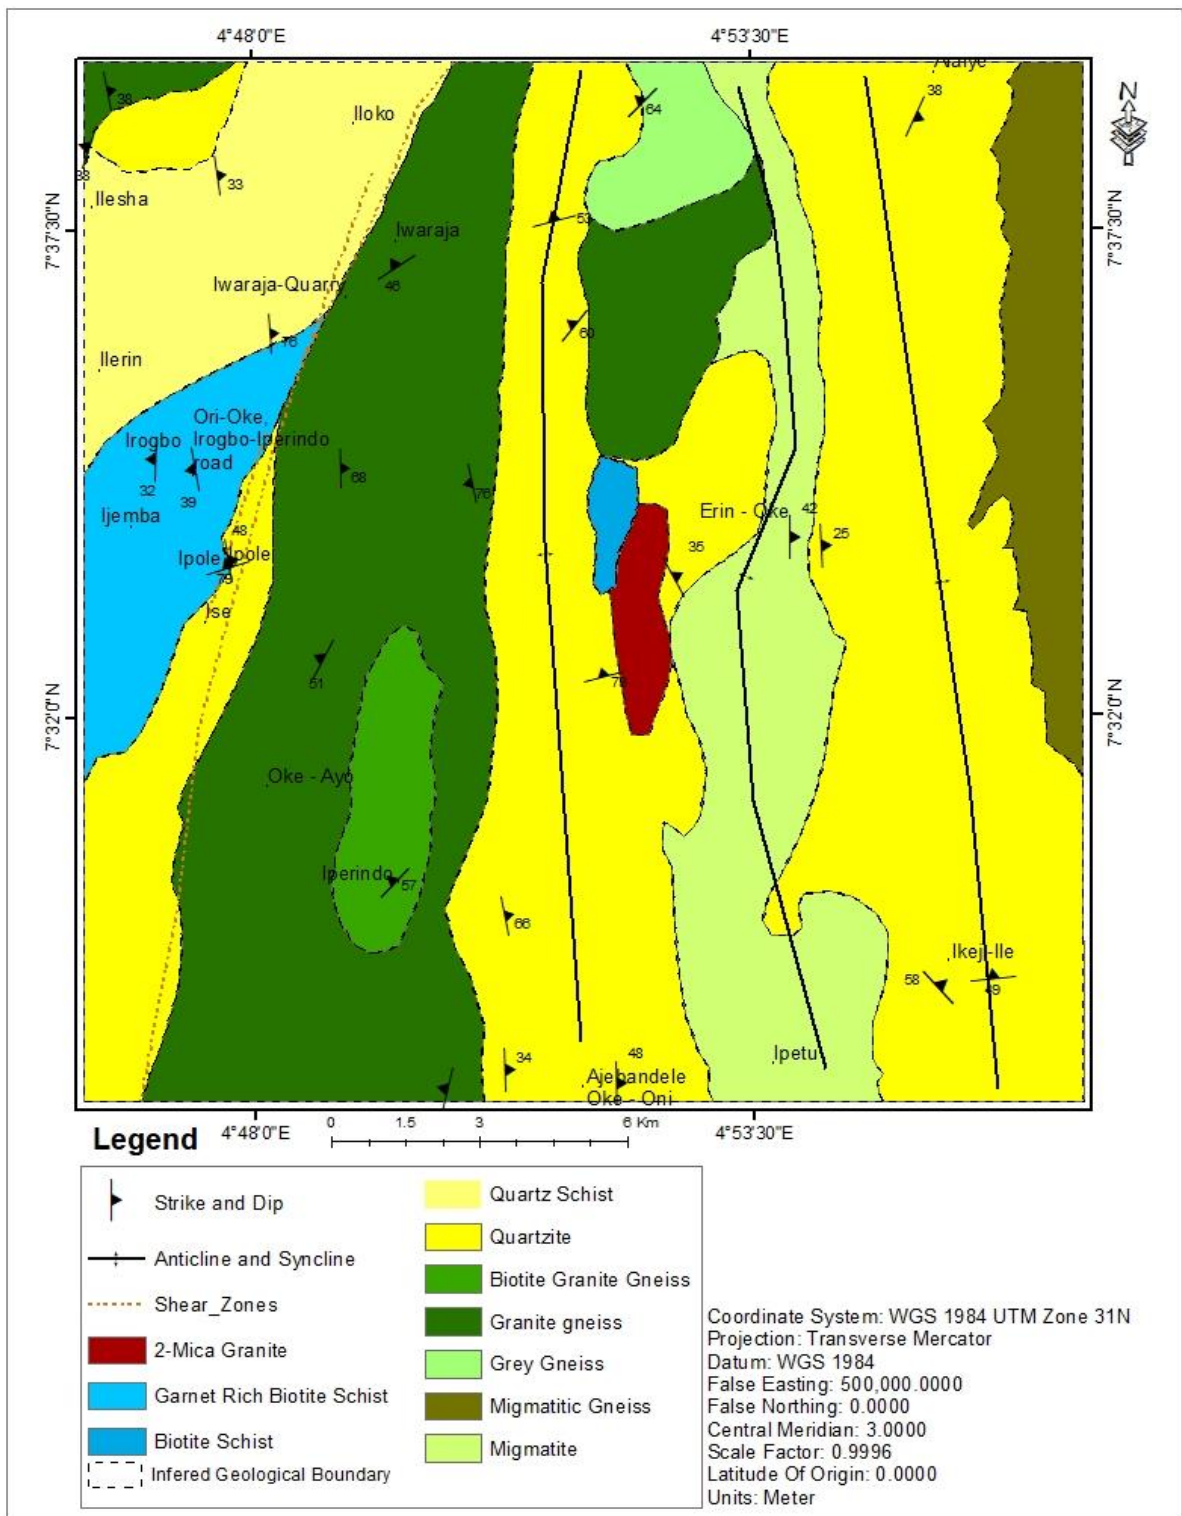 4°48'0"E 4°53'30"E
N
38
38
33
Ilesha
Iloko
64
38
7°37'30"N
7°37'30"N
Iwaraja
53
46
Iwaraja-Quarry
76
60
Ilerin
Ori-Oke,
Irogbo Irogbo-Iperindo
road
32
39
68
76
Ijemba
Erin - Oke 42
25
48
35
Ipole Ipole
79
Ise
51
7°32'0"N
7°32'0"N
Oke - Ayo
Iperindo
57
66
Ikeji-Ile
58
49
34
48
Ipetu
Ajebandele
Oke - Oni
4°48'0"E 4°53'30"E
0 1.5 3 6 Km
Legend
Strike and Dip
Anticline and Syncline
Shear_Zones
2-Mica Granite
Garnet Rich Biotite Schist
Biotite Schist
Infered Geological Boundary
Quartz Schist
Quartzite
Biotite Granite Gneiss
Granite gneiss
Grey Gneiss
Migmatitic Gneiss
Migmatite
Coordinate System: WGS 1984 UTM Zone 31N
Projection: Transverse Mercator
Datum: WGS 1984
False Easting: 500,000.0000
False Northing: 0.0000
Central Meridian: 3.0000
Scale Factor: 0.9996
Latitude Of Origin: 0.0000
Units: Meter